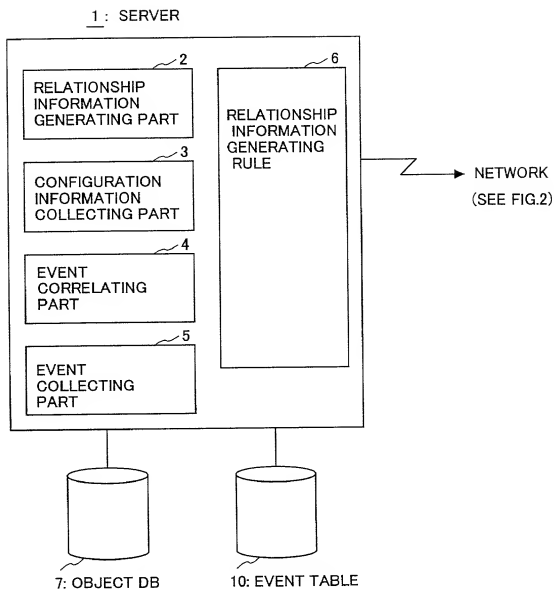 1: SERVER
2
RELATIONSHIP
INFORMATION
GENERATING PART
3
CONFIGURATION
INFORMATION
COLLECTING PART
4
EVENT
CORRELATING
PART
5
EVENT
COLLECTING
PART
6
RELATIONSHIP
INFORMATION
GENERATING
RULE
NETWORK
(SEE FIG.2)
7: OBJECT DB
10: EVENT TABLE